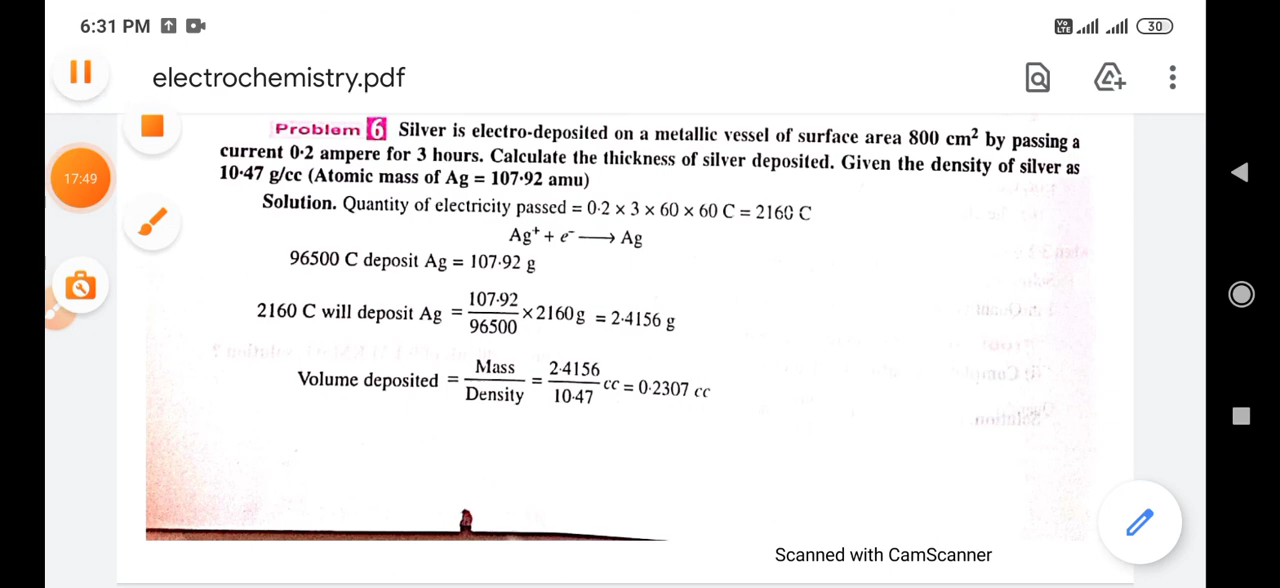 6:31 PM
Vo LTE 30
electrochemistry.pdf
17:49
Problem 6 Silver is electro-deposited on a metallic vessel of surface area 800 cm² by passing a
current 0·2 ampere for 3 hours. Calculate the thickness of silver deposited. Given the density of silver as
10·47 g/cc (Atomic mass of Ag = 107·92 amu)
Solution. Quantity of electricity passed = 0·2 × 3 × 60 × 60 C = 2160 C
Ag⁺ + e⁻ ⟶ Ag
96500 C deposit Ag = 107·92 g
2160 C will deposit Ag = 107·92 / 96500 × 2160 g = 2·4156 g
Volume deposited = Mass / Density = 2·4156 / 10·47 cc = 0·2307 cc
Scanned with CamScanner